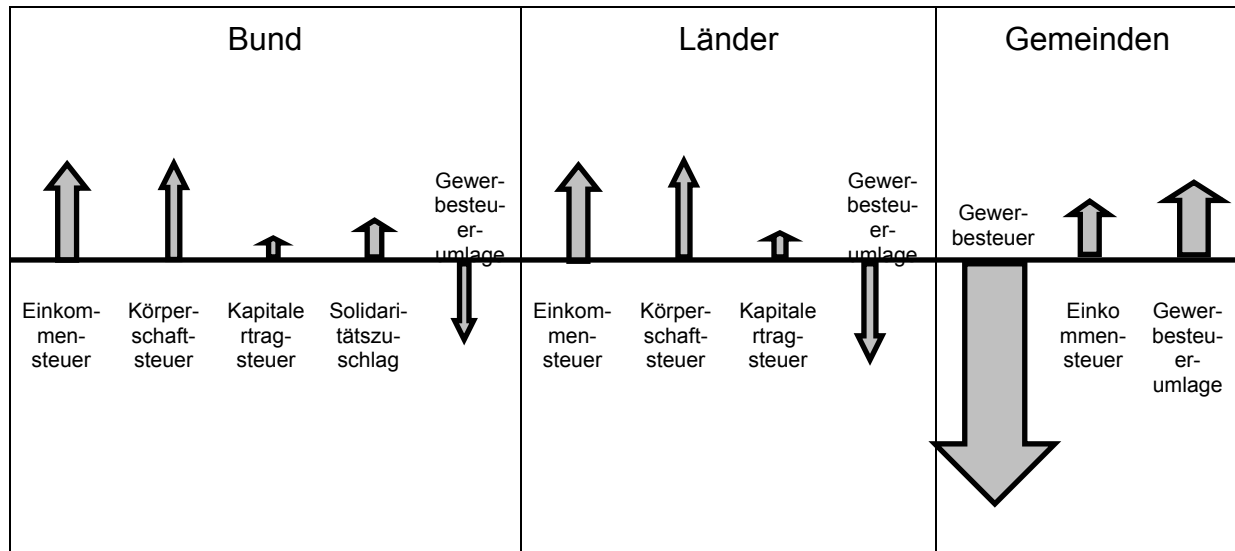 Bund
Gewer-
besteu-
er-
umlage
Einkom-
men-
steuer
Körper-
schaft-
steuer
Kapitale
rtrag-
steuer
Solidari-
tätszu-
schlag
Länder
Gewer-
besteu-
er-
umlage
Einkom-
men-
steuer
Körper-
schaft-
steuer
Kapitale
rtrag-
steuer
Gemeinden
Gewer-
besteuer
Einko
mmen-
steuer
Gewer-
besteu-
er-
umlage